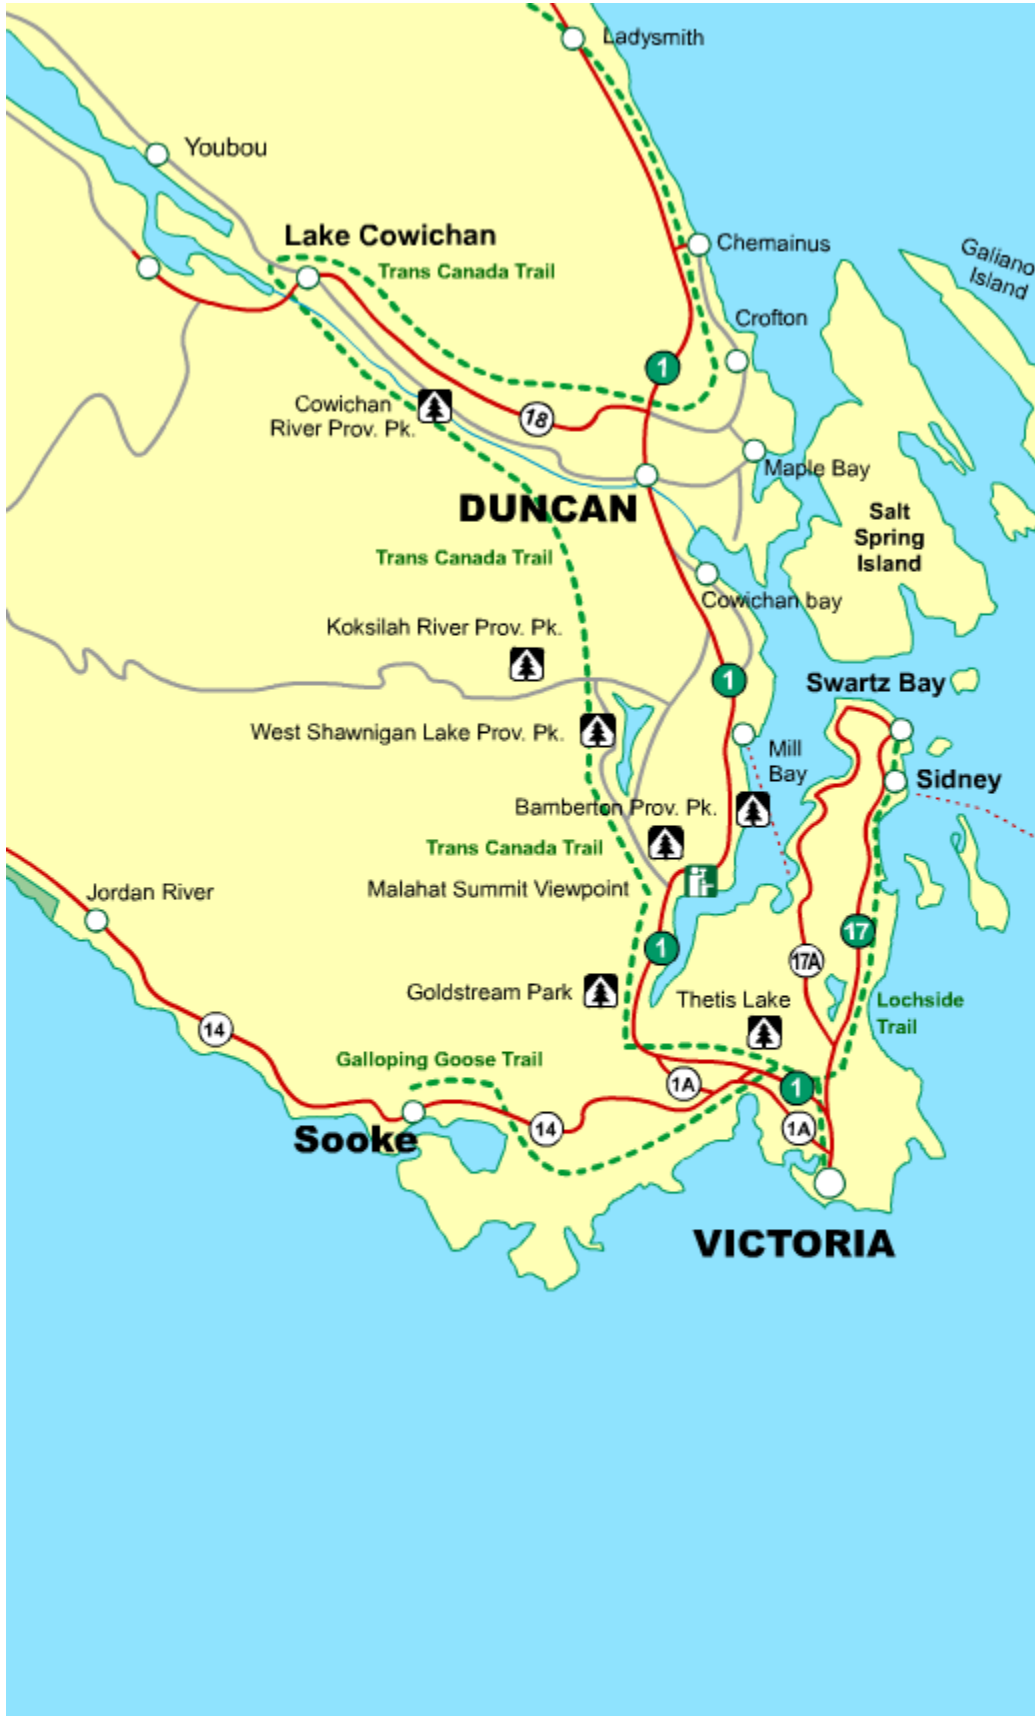 Ladysmith
Youbou
Lake Cowichan
Trans Canada Trail
Chemainus
Galiano
Island
Crofton
1
Cowichan
River Prov. Pk.
18
Maple Bay
DUNCAN
Salt
Spring
Island
Trans Canada Trail
Cowichan bay
Koksilah River Prov. Pk.
1
Swartz Bay
West Shawnigan Lake Prov. Pk.
Mill
Bay
Sidney
Bamberton Prov. Pk.
Trans Canada Trail
Malahat Summit Viewpoint
Jordan River
1
17
17A
Goldstream Park
Thetis Lake
Lochside
Trail
14
Galloping Goose Trail
1A
1
14
1A
Sooke
VICTORIA